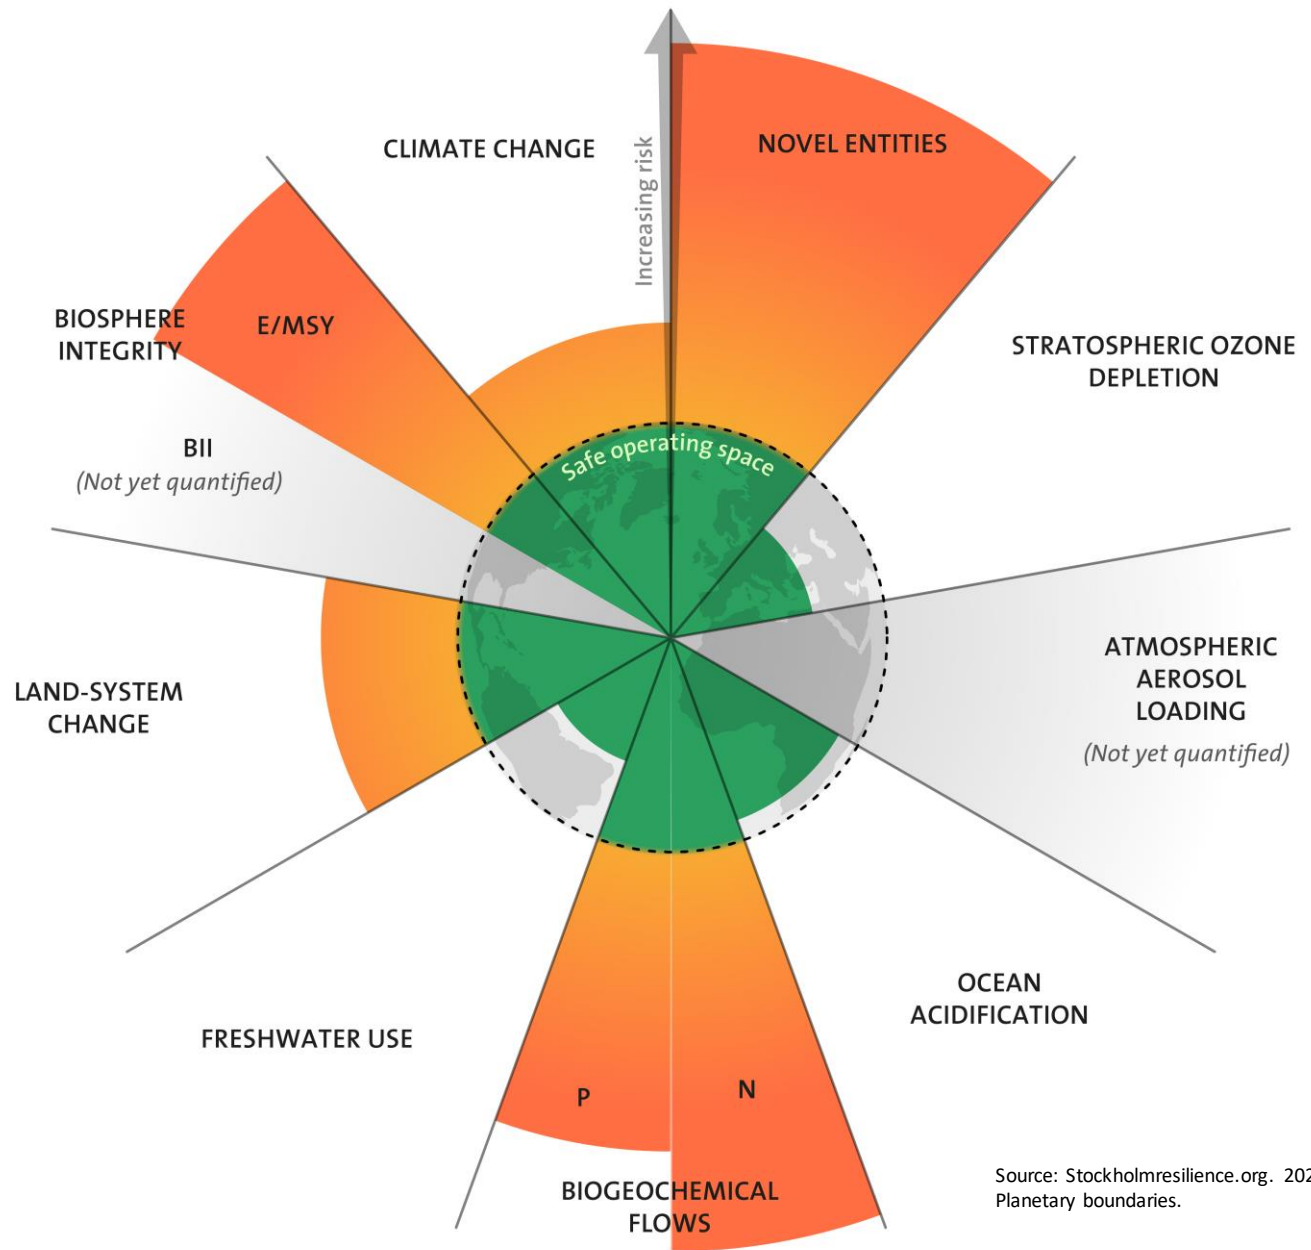 CLIMATE CHANGE
Increasing risk
NOVEL ENTITIES
BIOSPHERE
INTEGRITY
E/MSY
STRATOSPHERIC OZONE
DEPLETION
BII
(Not yet quantified)
Safe operating space
ATMOSPHERIC
AEROSOL
LOADING
(Not yet quantified)
LAND-SYSTEM
CHANGE
OCEAN
ACIDIFICATION
FRESHWATER USE
P
N
BIOGEOCHEMICAL
FLOWS
Source: Stockholmresilience.org.
Planetary boundaries.